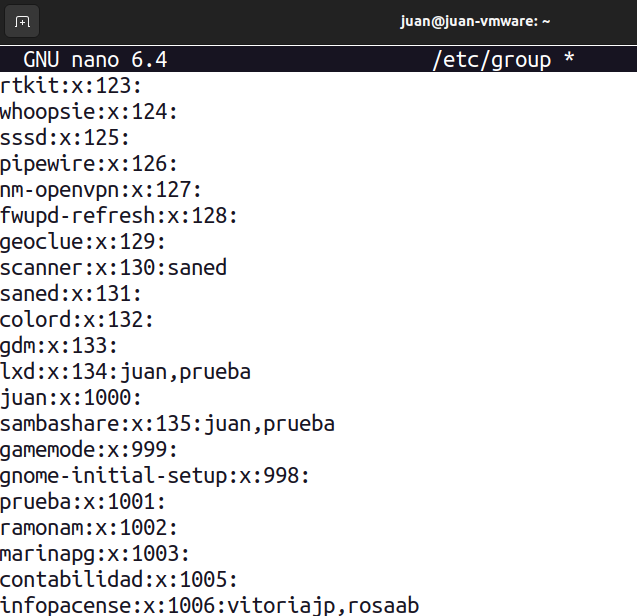 juan@juan-vmware: ~
GNU nano 6.4 /etc/group *
rtkit:x:123:
whoopsie:x:124:
sssd:x:125:
pipewire:x:126:
nm-openvpn:x:127:
fwupd-refresh:x:128:
geoclue:x:129:
scanner:x:130:saned
saned:x:131:
colord:x:132:
gdm:x:133:
lxd:x:134:juan,prueba
juan:x:1000:
sambashare:x:135:juan,prueba
gamemode:x:999:
gnome-initial-setup:x:998:
prueba:x:1001:
ramonam:x:1002:
marinapg:x:1003:
contabilidad:x:1005:
infopacense:x:1006:vitoriajp,rosaab